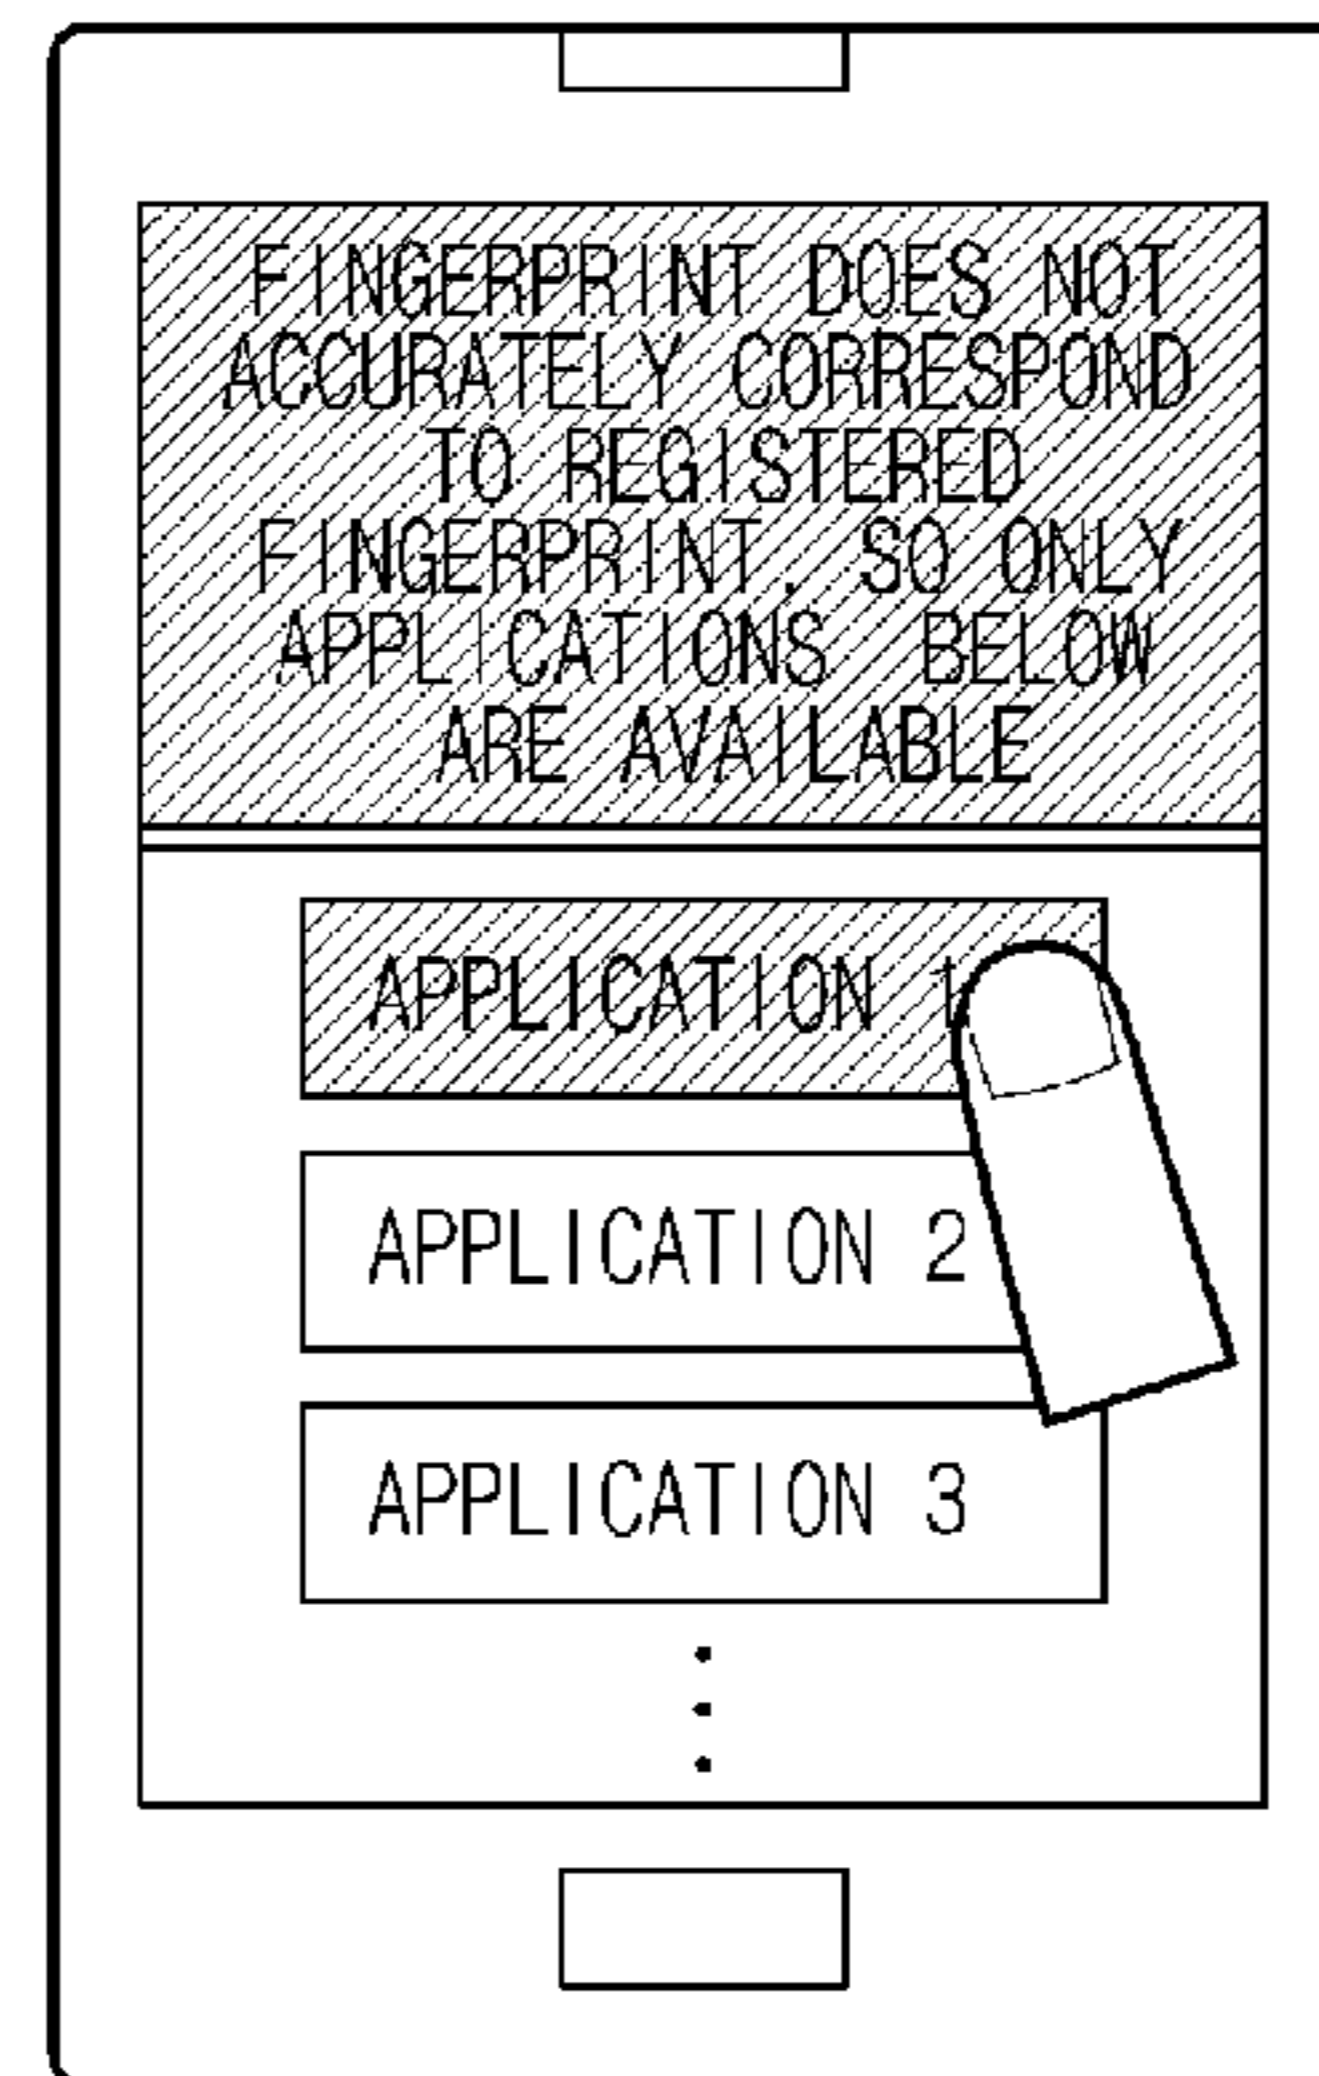 FINGERPRINT DOES NOT
ACCURATELY CORRESPOND
TO REGISTERED
FINGERPRINT. SO ONLY
APPLICATIONS BELOW
ARE AVAILABLE
APPLICATION 1
APPLICATION 2
APPLICATION 3